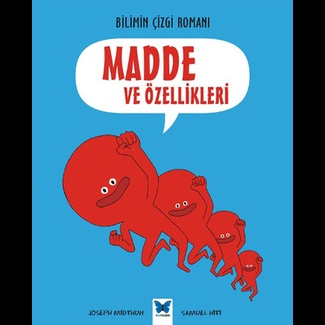 BİLİMİN ÇİZGİ ROMANI
MADDE
VE ÖZELLİKLERİ
JOSEPH MIDTHUN SAMUEL HITI